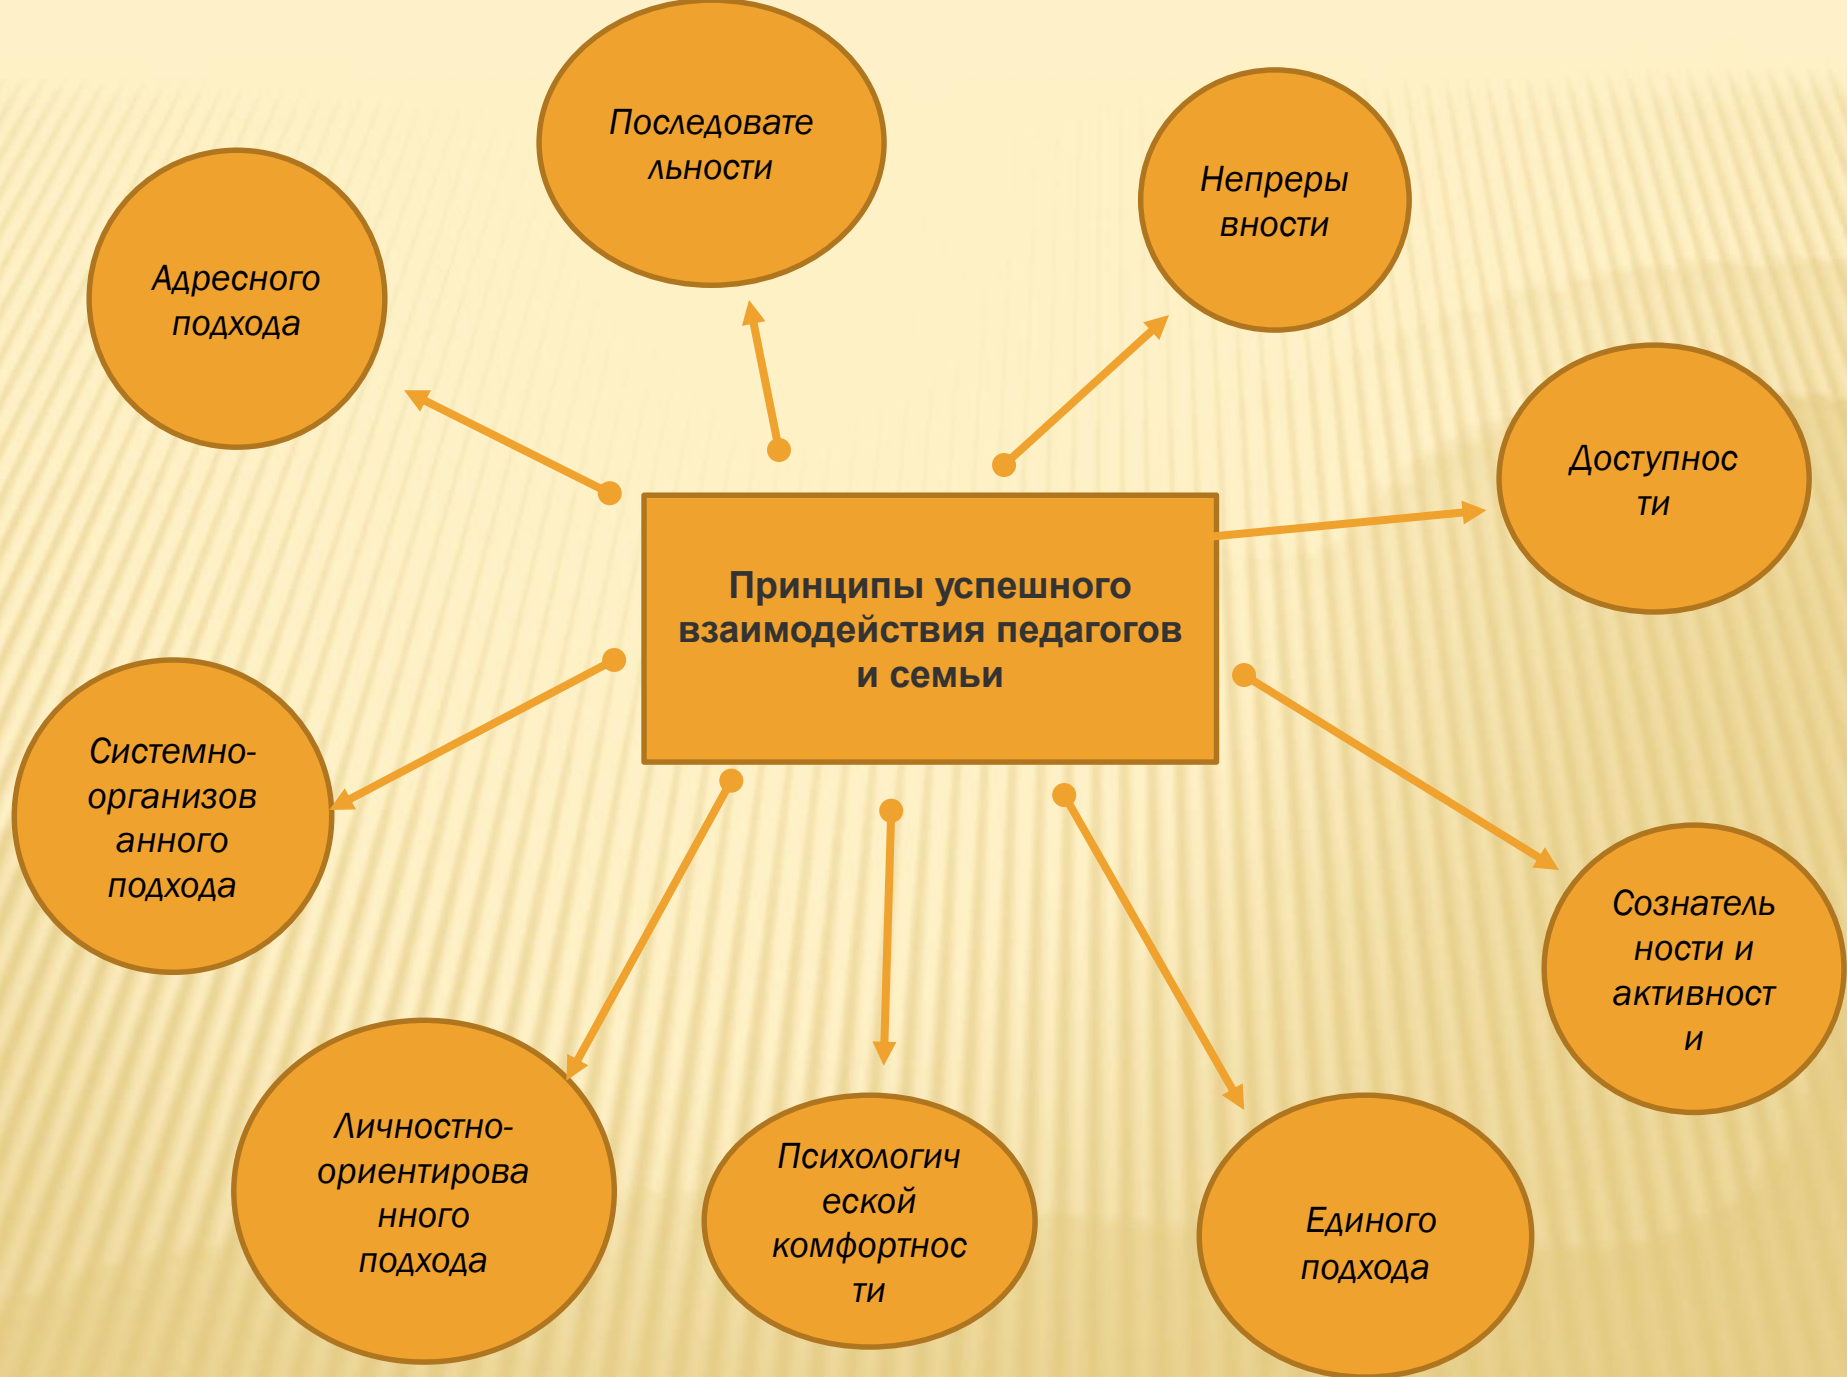 Последовате
льности
Непреры
вности
Адресного
подхода
Доступнос
ти
Принципы успешного
взаимодействия педагогов
и семьи
Системно-
организов
анного
подхода
Сознатель
ности и
активност
и
Личностно-
ориентирова
нного
подхода
Психологич
еской
комфортнос
ти
Единого
подхода